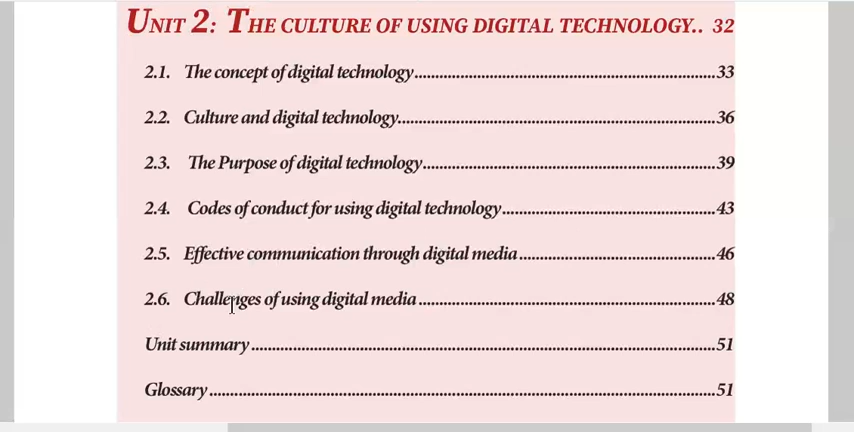 UNIT 2: THE CULTURE OF USING DIGITAL TECHNOLOGY.. 32
2.1. The concept of digital technology.....................................................................................33
2.2. Culture and digital technology.........................................................................................36
2.3. The Purpose of digital technology..................................................................................39
2.4. Codes of conduct for using digital technology............................................................43
2.5. Effective communication through digital media........................................................46
2.6. Challenges of using digital media...................................................................................48
Unit summary..........................................................................................................................51
Glossary....................................................................................................................................51